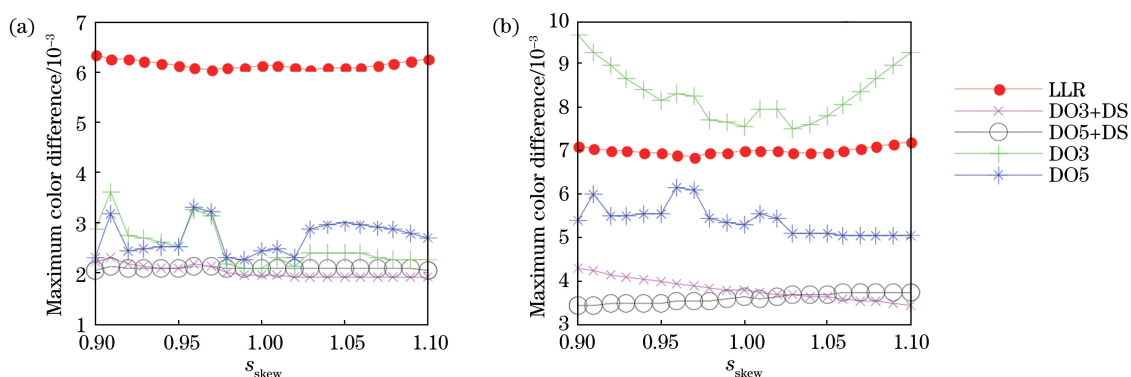 (a)
Maximum color difference/10⁻³
7
6
5
4
3
2
1
0.90 0.95 1.00 1.05 1.10
s_skew
(b)
Maximum color difference/10⁻³
10
9
8
7
6
5
4
3
0.90 0.95 1.00 1.05 1.10
s_skew
LLR
DO3+DS
DO5+DS
DO3
DO5